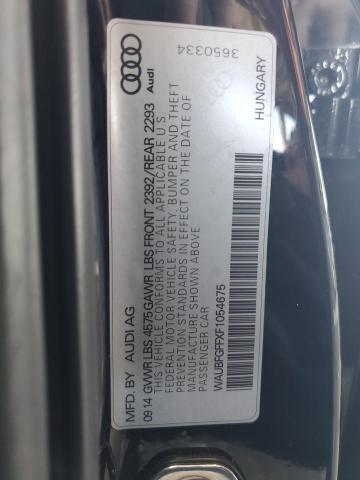 MFD. BY AUDI AG
Audi
09 14 GVWR LBS 4575 GAWR LBS FRONT 2392/REAR 2293
THIS VEHICLE CONFORMS TO ALL APPLICABLE U S
FEDERAL MOTOR VEHICLE SAFETY, BUMPER AND THEFT
PREVENTION STANDARDS IN EFFECT ON THE DATE OF
MANUFACTURE SHOWN ABOVE
PASSENGER CAR
3650334
WAUBFGFFXF1054675
HUNGARY